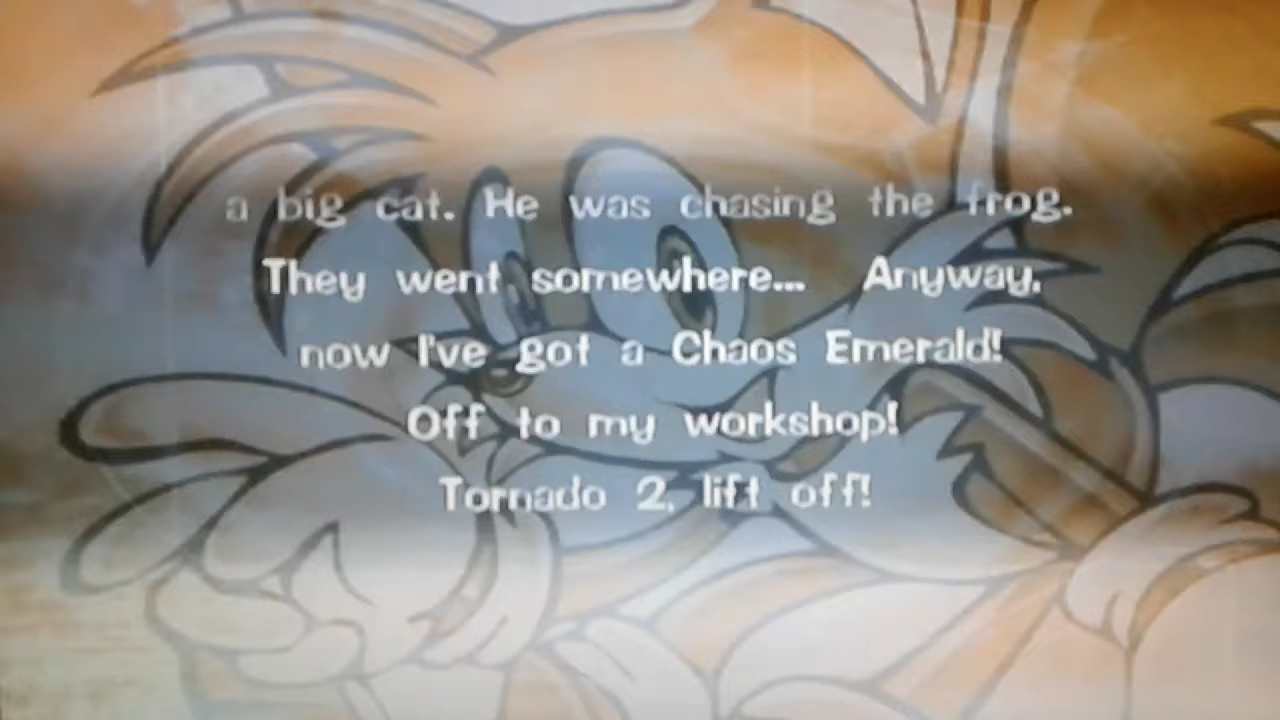 a big cat. He was chasing the frog.
They went somewhere... Anyway,
now I've got a Chaos Emerald!
Off to my workshop!
Tornado 2, lift off!